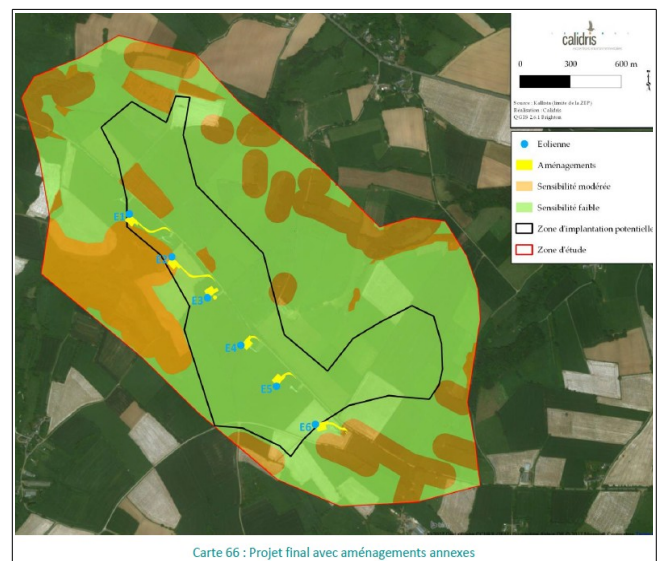 calidris
0 300 600 m
Source : Kallista (limite de la ZIP)
Réalisation : Calidris
QGIS 2.6.1 Brighton
Eolienne
Aménagements
Sensibilité modérée
Sensibilité faible
Zone d'implantation potentielle
Zone d'étude
E1
E2
E3
E4
E5
E6
Carte 66 : Projet final avec aménagements annexes